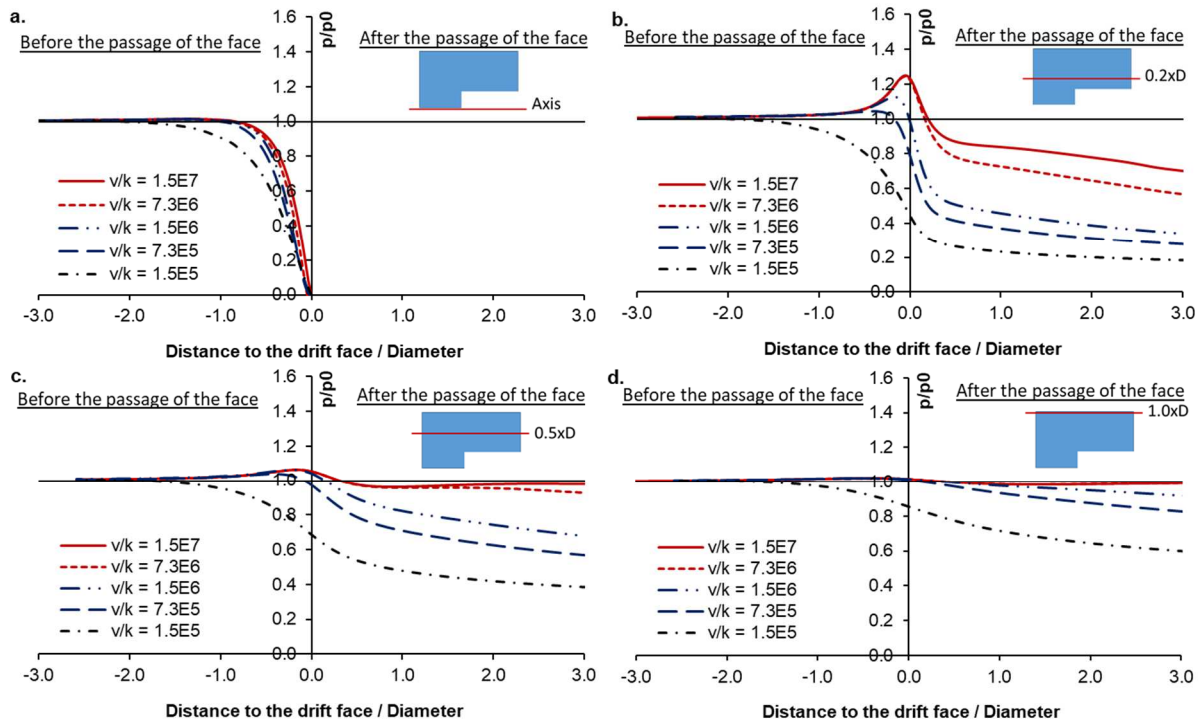 a.
Before the passage of the face
After the passage of the face
p/p0
1.6
1.4
1.2
1.0
0.8
0.6
0.4
0.2
0.0
Axis
v/k = 1.5E7
v/k = 7.3E6
v/k = 1.5E6
v/k = 7.3E5
v/k = 1.5E5
-3.0 -2.0 -1.0 0.0 1.0 2.0 3.0
Distance to the drift face / Diameter
b.
Before the passage of the face
After the passage of the face
p/p0
1.6
1.4
1.2
1.0
0.8
0.6
0.4
0.2
0.0
0.2xD
v/k = 1.5E7
v/k = 7.3E6
v/k = 1.5E6
v/k = 7.3E5
v/k = 1.5E5
-3.0 -2.0 -1.0 0.0 1.0 2.0 3.0
Distance to the drift face / Diameter
c.
Before the passage of the face
After the passage of the face
p/p0
1.6
1.4
1.2
1.0
0.8
0.6
0.4
0.2
0.0
0.5xD
v/k = 1.5E7
v/k = 7.3E6
v/k = 1.5E6
v/k = 7.3E5
v/k = 1.5E5
-3.0 -2.0 -1.0 0.0 1.0 2.0 3.0
Distance to the drift face / Diameter
d.
Before the passage of the face
After the passage of the face
p/p0
1.6
1.4
1.2
1.0
0.8
0.6
0.4
0.2
0.0
1.0xD
v/k = 1.5E7
v/k = 7.3E6
v/k = 1.5E6
v/k = 7.3E5
v/k = 1.5E5
-3.0 -2.0 -1.0 0.0 1.0 2.0 3.0
Distance to the drift face / Diameter